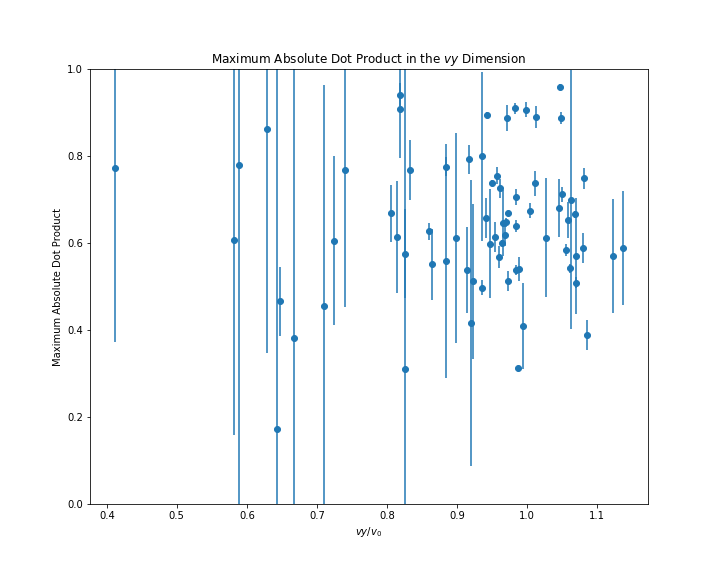 Maximum Absolute Dot Product in the vy Dimension
1.0
0.8
0.6
0.4
0.2
0.0
Maximum Absolute Dot Product
0.4 0.5 0.6 0.7 0.8 0.9 1.0 1.1
vy/v₀